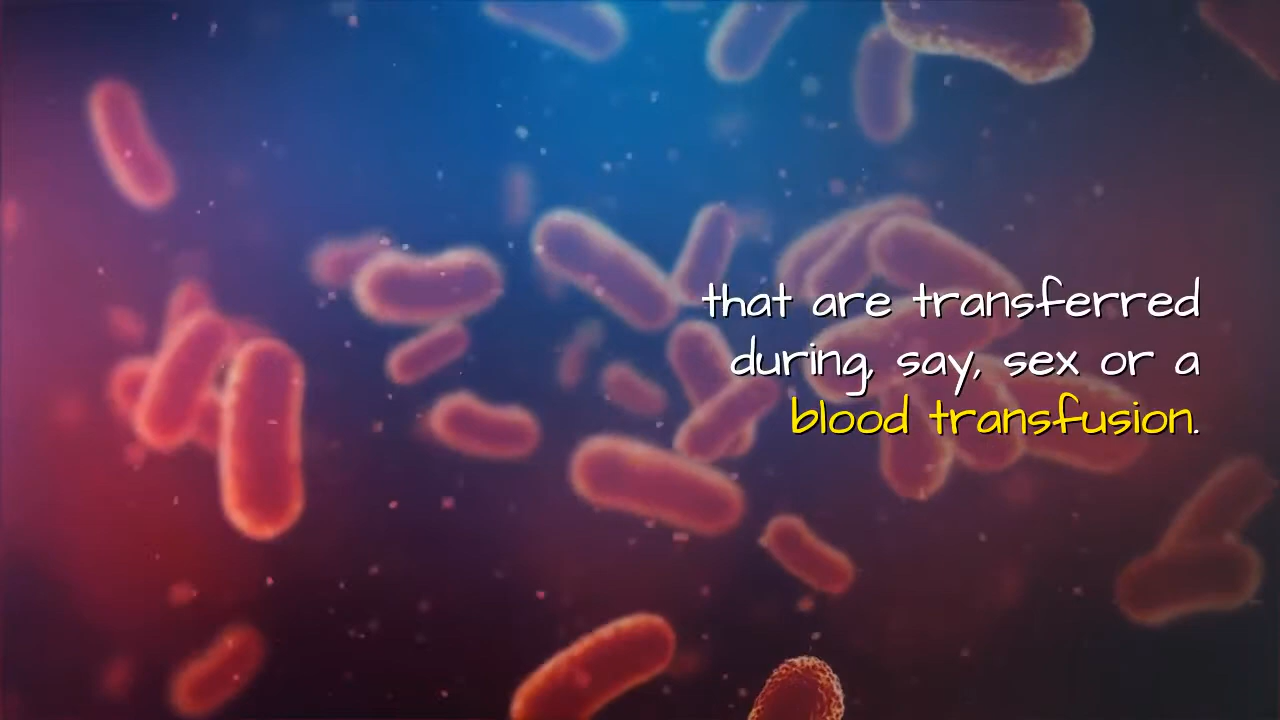 that are transferred
during, say, sex or a
blood transfusion.